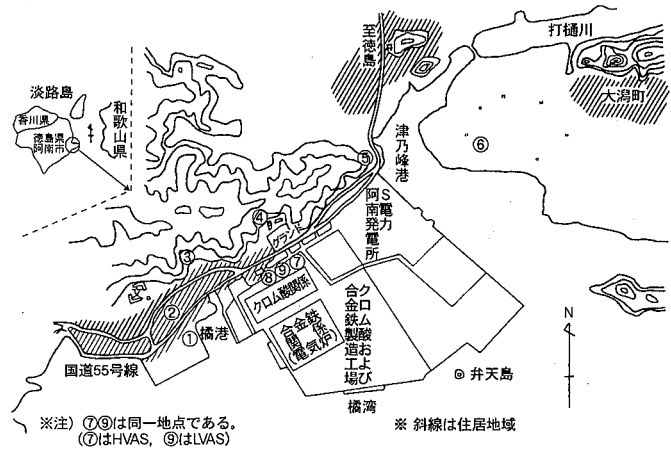 打樋川
至徳島
淡路島
和歌山県
香川県
徳島県
阿南市
大潟町
津乃峰港
⑥
⑤
S電力
阿南発電所
④
グランド
③
⑧⑨⑦
クロム酸関係
②
合金鉄
関係
(電気炉)
クロム酸および
合金鉄製造工場
橘港
①
N
国道55号線
弁天島
橘湾
※注) ⑦⑨は同一地点である。
(⑦はHVAS, ⑨はLVAS)
※ 斜線は住居地域